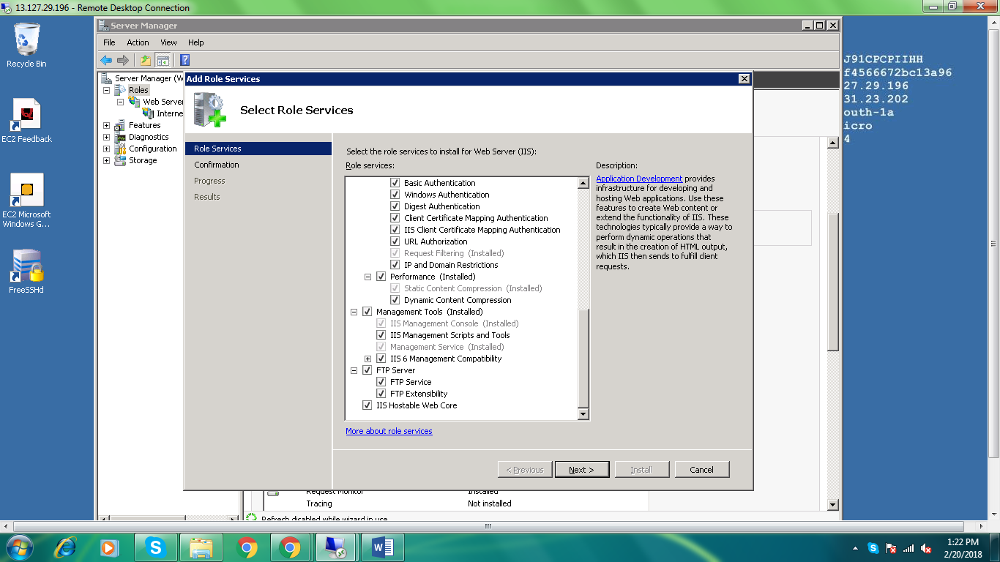 13.127.29.196 - Remote Desktop Connection
Recycle Bin
EC2 Feedback
EC2 Microsoft
Windows G...
FreeSSHd
Server Manager
File Action View Help
Server Manager (W
Roles
Web Server
Interne
Features
Diagnostics
Configuration
Storage
Add Role Services
Select Role Services
Role Services
Confirmation
Progress
Results
Select the role services to install for Web Server (IIS):
Role services:
Basic Authentication
Windows Authentication
Digest Authentication
Client Certificate Mapping Authentication
IIS Client Certificate Mapping Authentication
URL Authorization
Request Filtering (Installed)
IP and Domain Restrictions
Performance (Installed)
Static Content Compression (Installed)
Dynamic Content Compression
Management Tools (Installed)
IIS Management Console (Installed)
IIS Management Scripts and Tools
Management Service (Installed)
IIS 6 Management Compatibility
FTP Server
FTP Service
FTP Extensibility
IIS Hostable Web Core
More about role services
Description:
Application Development provides
infrastructure for developing and
hosting Web applications. Use these
features to create Web content or
extend the functionality of IIS. These
technologies typically provide a way to
perform dynamic operations that
result in the creation of HTML output,
which IIS then sends to fulfill client
requests.
< Previous Next > Install Cancel
Request Monitor Installed
Tracing Not installed
Refresh disabled while wizard in use
J91CPCPIIHH
f4566672bc13a96
27.29.196
31.23.202
outh-1a
icro
4
1:22 PM
2/20/2018